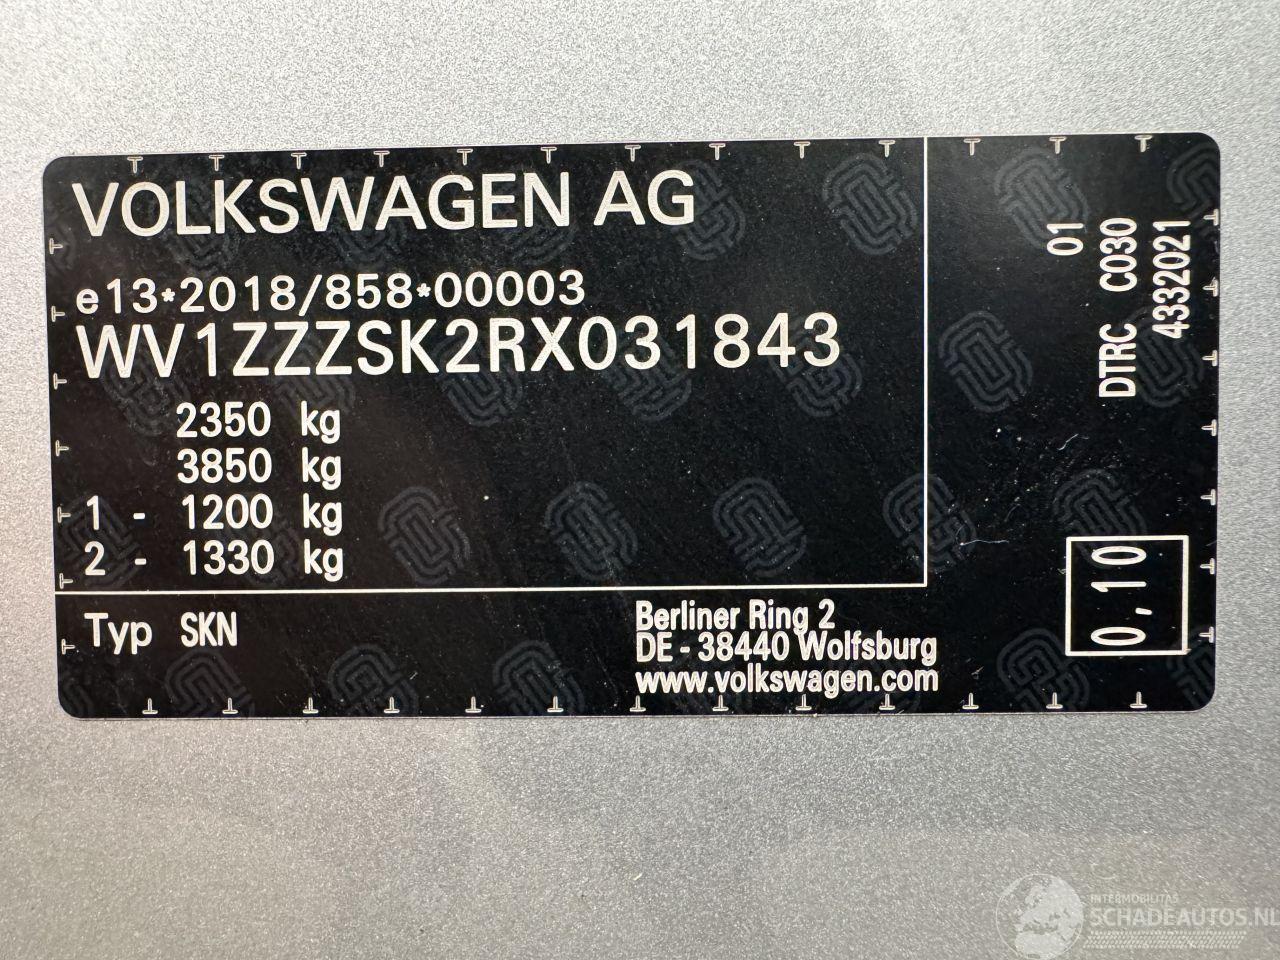 VOLKSWAGEN AG
e13*2018/858*00003
WV1ZZZSK2RX031843
2350 kg
3850 kg
1 - 1200 kg
2 - 1330 kg
Typ SKN
Berliner Ring 2
DE - 38440 Wolfsburg
www.volkswagen.com
01
DTRC C030
4332021
0,10
INTERMOBILITAS
SCHADEAUTOS.NL